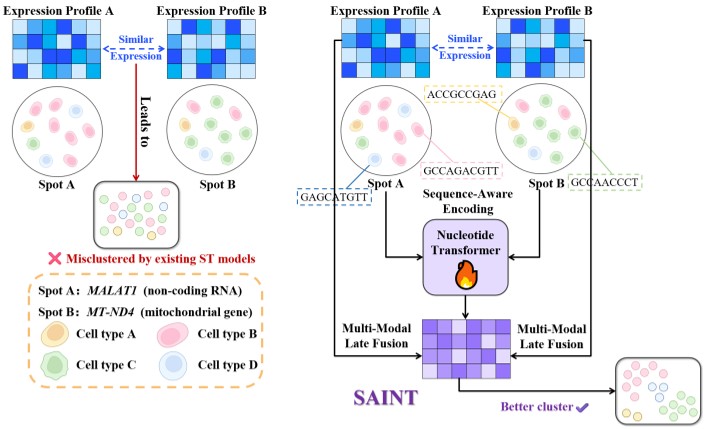 Expression Profile A
Expression Profile B
Similar
Expression
Leads to
Spot A
Spot B
Misclustered by existing ST models
Spot A： MALAT1 (non-coding RNA)
Spot B： MT-ND4 (mitochondrial gene)
Cell type A
Cell type B
Cell type C
Cell type D
Expression Profile A
Expression Profile B
Similar
Expression
ACCGCCGAG
GCCAGACGTT
GCCAACCCT
GAGCATGTT
Spot A
Spot B
Sequence-Aware
Encoding
Nucleotide
Transformer
Multi-Modal
Late Fusion
Multi-Modal
Late Fusion
SAINT
Better cluster